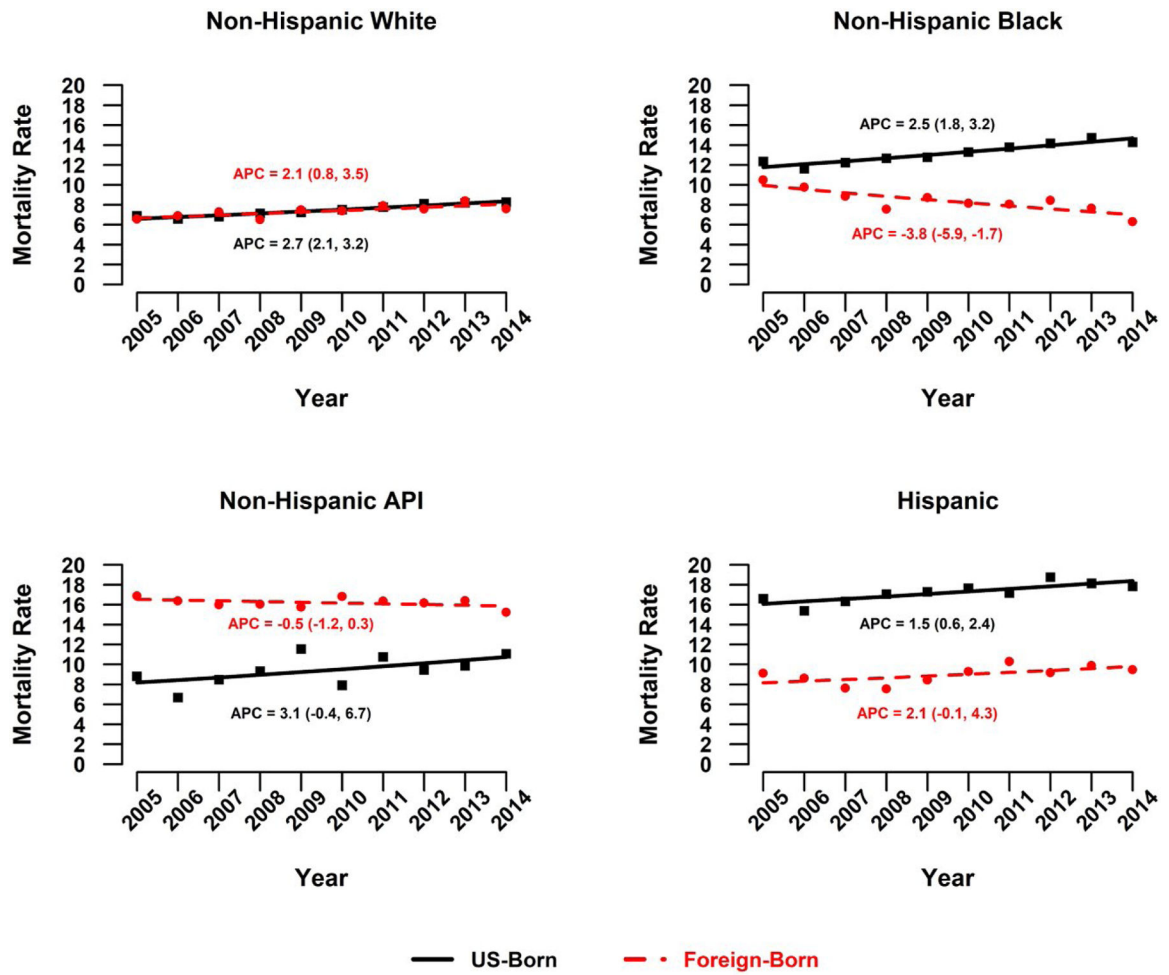 Non-Hispanic White
Mortality Rate
20
18
16
14
12
10
8
6
4
2
0
APC = 2.1 (0.8, 3.5)
APC = 2.7 (2.1, 3.2)
2005 2006 2007 2008 2009 2010 2011 2012 2013 2014
Year
Non-Hispanic Black
Mortality Rate
20
18
16
14
12
10
8
6
4
2
0
APC = 2.5 (1.8, 3.2)
APC = -3.8 (-5.9, -1.7)
2005 2006 2007 2008 2009 2010 2011 2012 2013 2014
Year
Non-Hispanic API
Mortality Rate
20
18
16
14
12
10
8
6
4
2
0
APC = -0.5 (-1.2, 0.3)
APC = 3.1 (-0.4, 6.7)
2005 2006 2007 2008 2009 2010 2011 2012 2013 2014
Year
Hispanic
Mortality Rate
20
18
16
14
12
10
8
6
4
2
0
APC = 1.5 (0.6, 2.4)
APC = 2.1 (-0.1, 4.3)
2005 2006 2007 2008 2009 2010 2011 2012 2013 2014
Year
US-Born
Foreign-Born